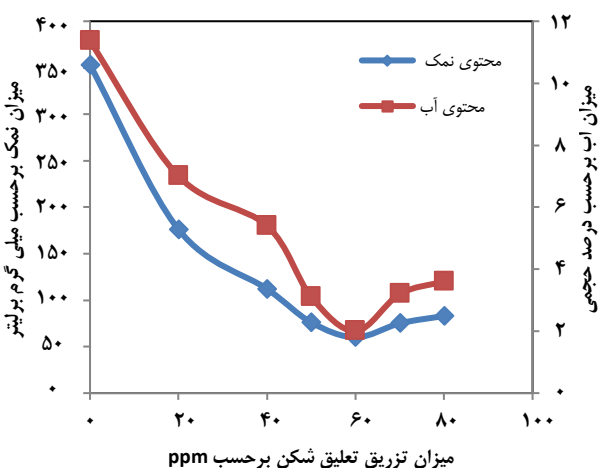 ۴۰۰
۳۵۰
۳۰۰
۲۵۰
۲۰۰
۱۵۰
۱۰۰
۵۰
۰
میزان نمک برحسب میلی گرم برلیتر
محتوی نمک
محتوی آب
۱۲
۱۰
۸
۶
۴
۲
۰
میزان اب برحسب درصد حجمی
۰ ۲۰ ۴۰ ۶۰ ۸۰ ۱۰۰
میزان تزریق تعلیق شکن برحسب ppm